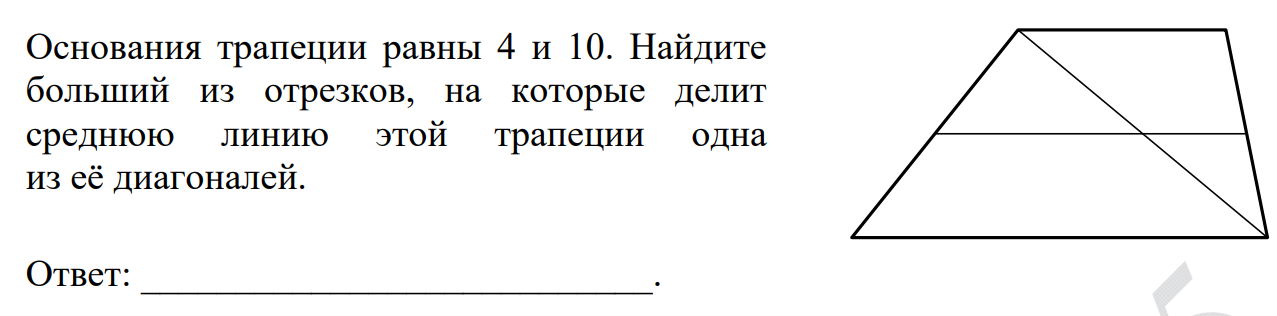 Основания трапеции равны 4 и 10. Найдите
больший из отрезков, на которые делит
среднюю линию этой трапеции одна
из её диагоналей.
Ответ: ___________________________.